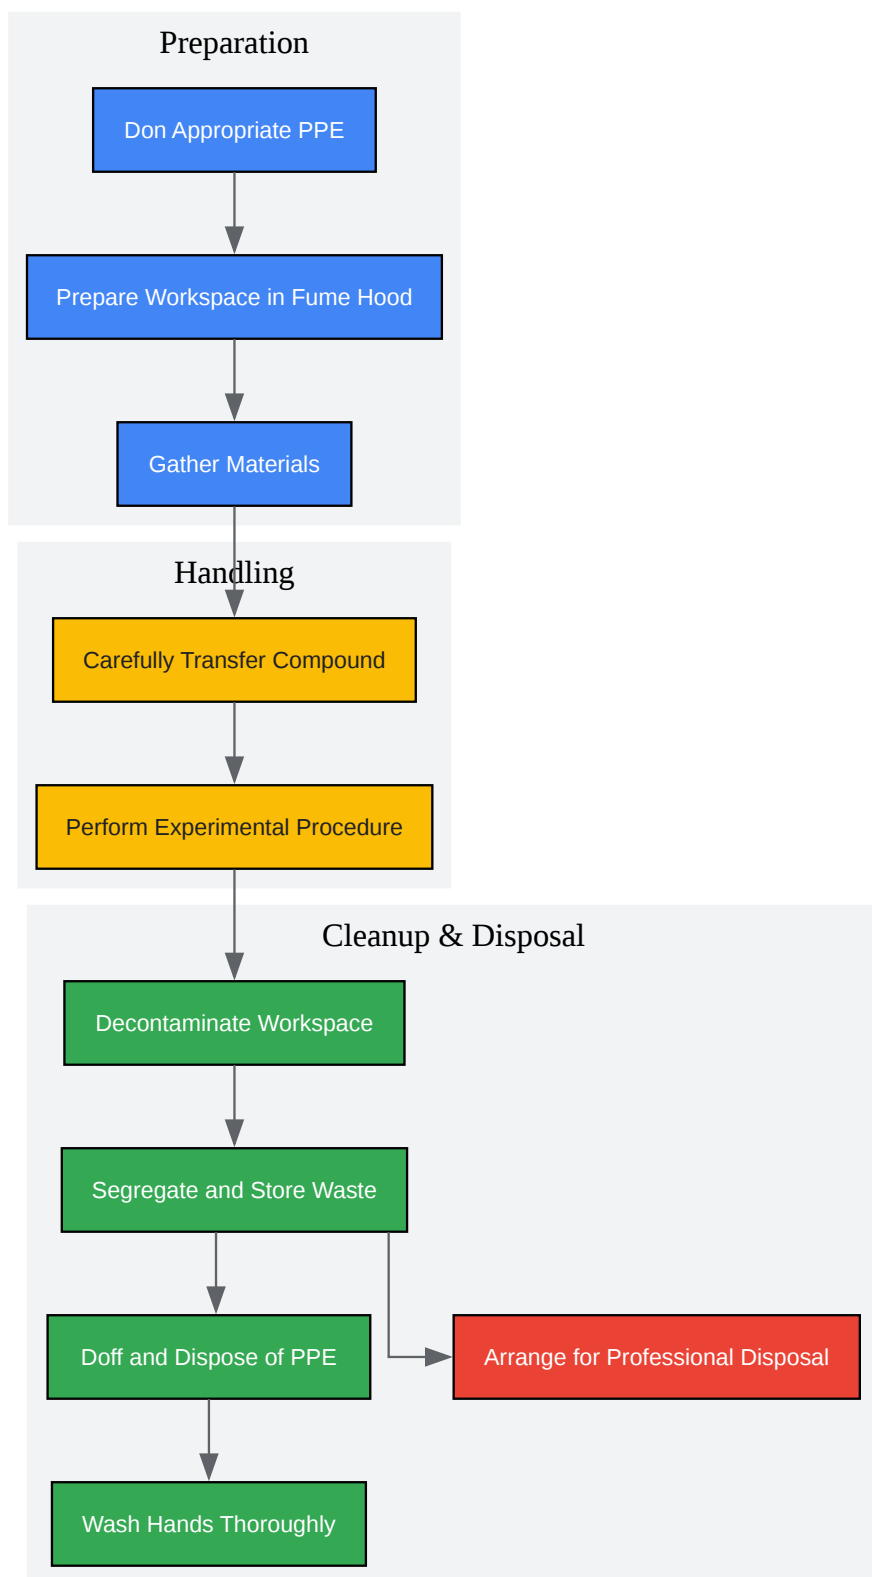 Preparation
Don Appropriate PPE
Prepare Workspace in Fume Hood
Gather Materials
Handling
Carefully Transfer Compound
Perform Experimental Procedure
Cleanup & Disposal
Decontaminate Workspace
Segregate and Store Waste
Doff and Dispose of PPE
Arrange for Professional Disposal
Wash Hands Thoroughly